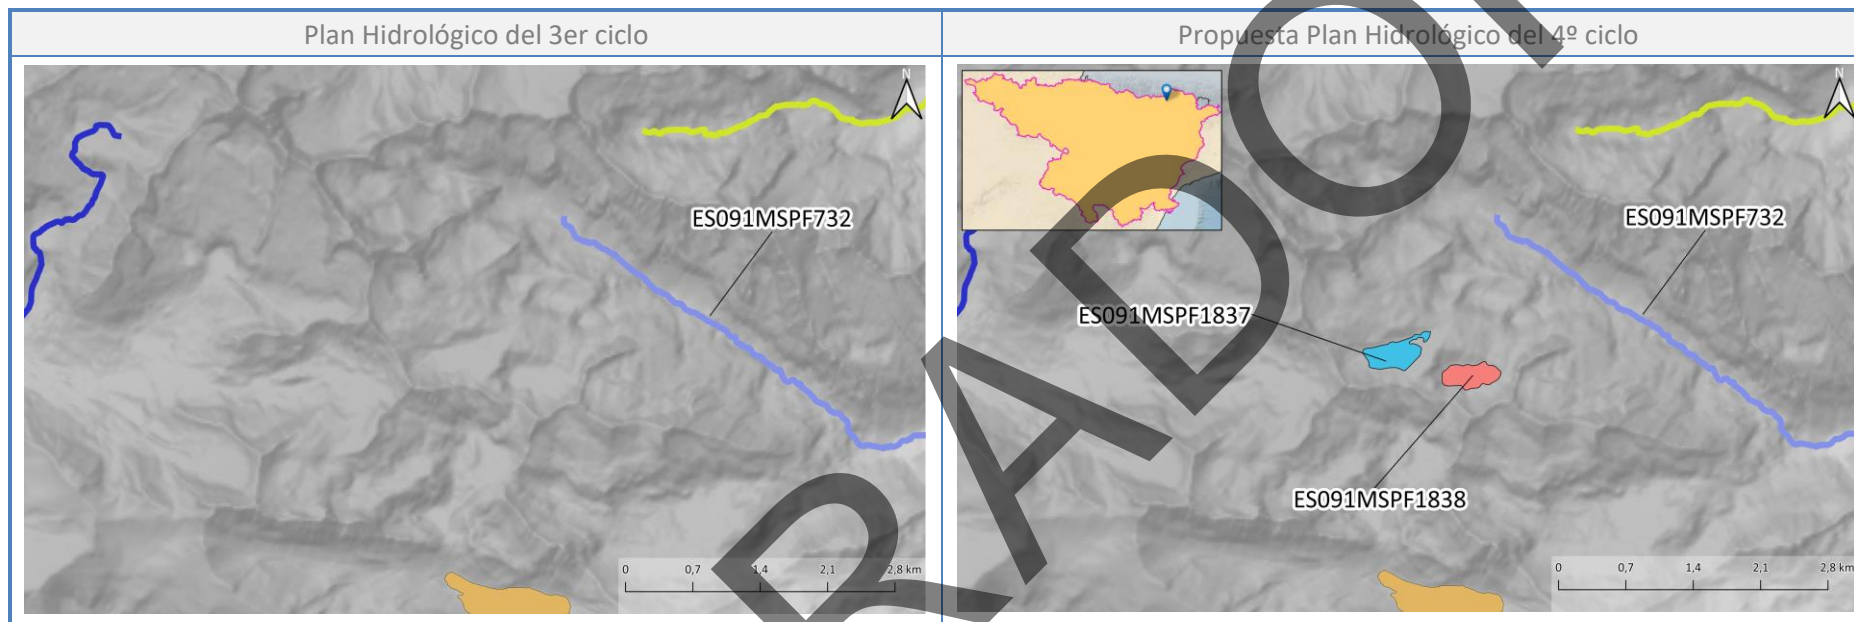 Plan Hidrológico del 3er ciclo
Propuesta Plan Hidrológico del 4º ciclo
N
ES091MSPF732
0 0,7 1,4 2,1 2,8 km
N
ES091MSPF732
ES091MSPF1837
ES091MSPF1838
0 0,7 1,4 2,1 2,8 km
RADO